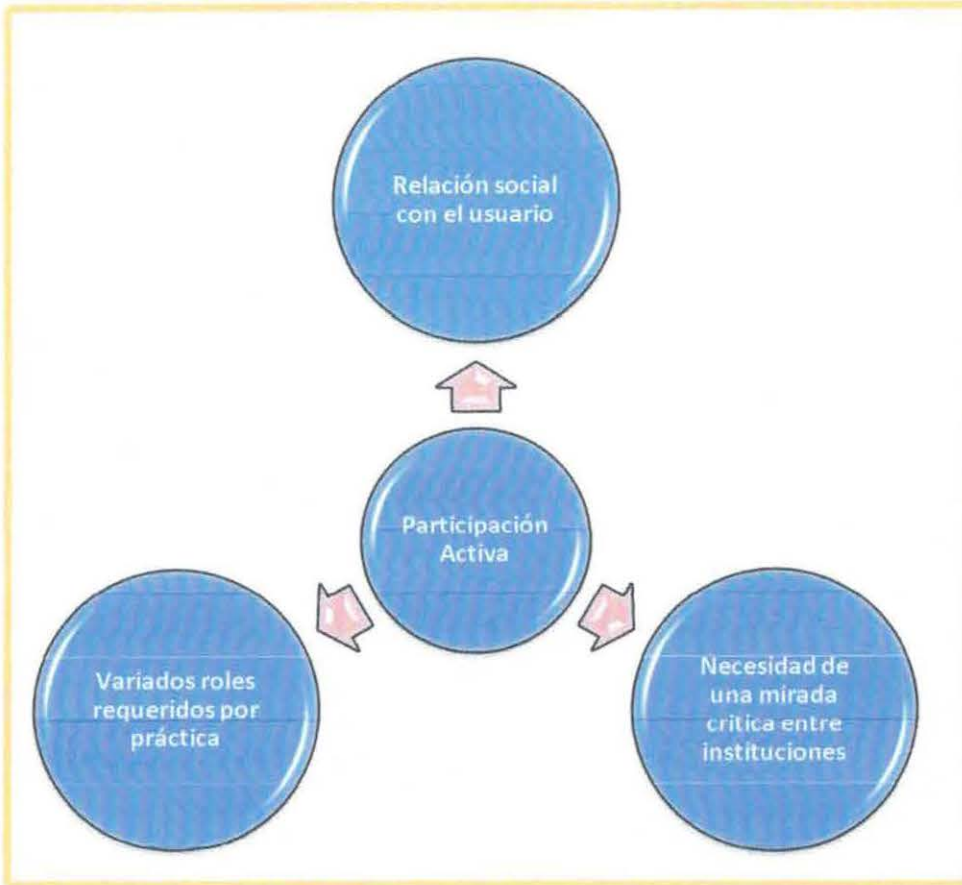 Relación social
con el usuario
Participación
Activa
Variados roles
requeridos por
práctica
Necesidad de
una mirada
critica entre
instituciones